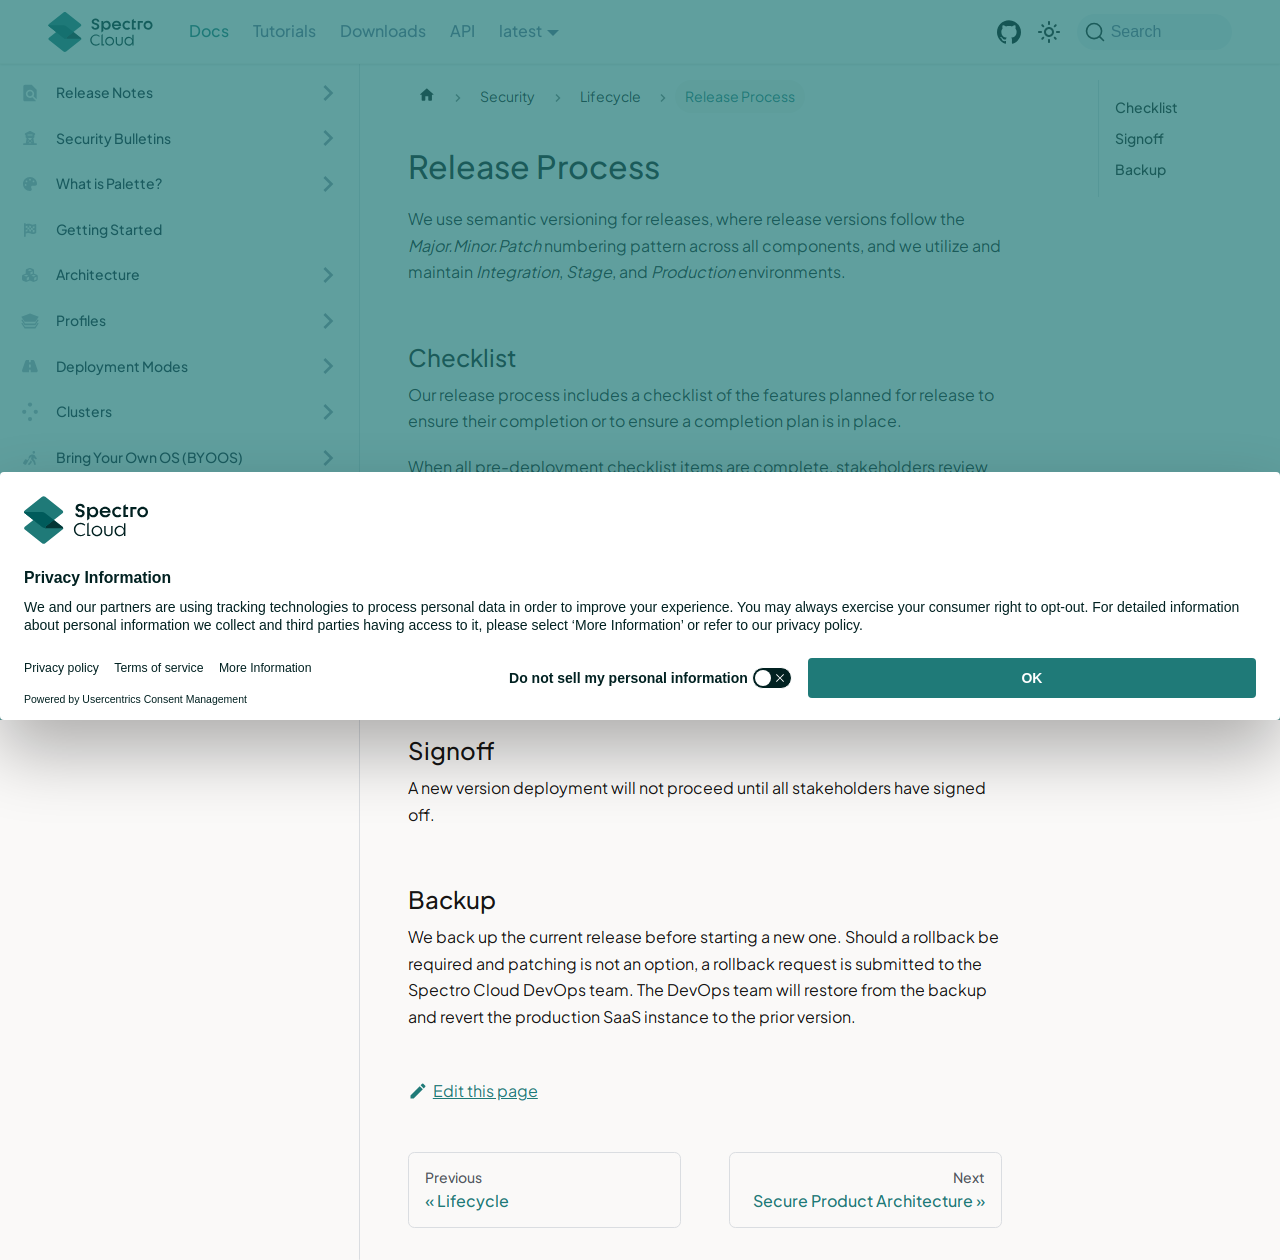 Spectro Cloud
Docs
Tutorials
Downloads
API
latest
Search
Release Notes
Security Bulletins
What is Palette?
Getting Started
Architecture
Profiles
Deployment Modes
Clusters
Bring Your Own OS (BYOOS)
Security
Lifecycle
Release Process
Release Process
We use semantic versioning for releases, where release versions follow the
Major.Minor.Patch numbering pattern across all components, and we utilize and
maintain Integration, Stage, and Production environments.
Checklist
Our release process includes a checklist of the features planned for release to
ensure their completion or to ensure a completion plan is in place.
When all pre-deployment checklist items are complete, stakeholders review
Checklist
Signoff
Backup
Spectro
Cloud
Privacy Information
We and our partners are using tracking technologies to process personal data in order to improve your experience. You may always exercise your consumer right to opt-out. For detailed information
about personal information we collect and third parties having access to it, please select ‘More Information’ or refer to our privacy policy.
Privacy policy
Terms of service
More Information
Do not sell my personal information
OK
Powered by Usercentrics Consent Management
Signoff
A new version deployment will not proceed until all stakeholders have signed
off.
Backup
We back up the current release before starting a new one. Should a rollback be
required and patching is not an option, a rollback request is submitted to the
Spectro Cloud DevOps team. The DevOps team will restore from the backup
and revert the production SaaS instance to the prior version.
Edit this page
Previous
« Lifecycle
Next
Secure Product Architecture »